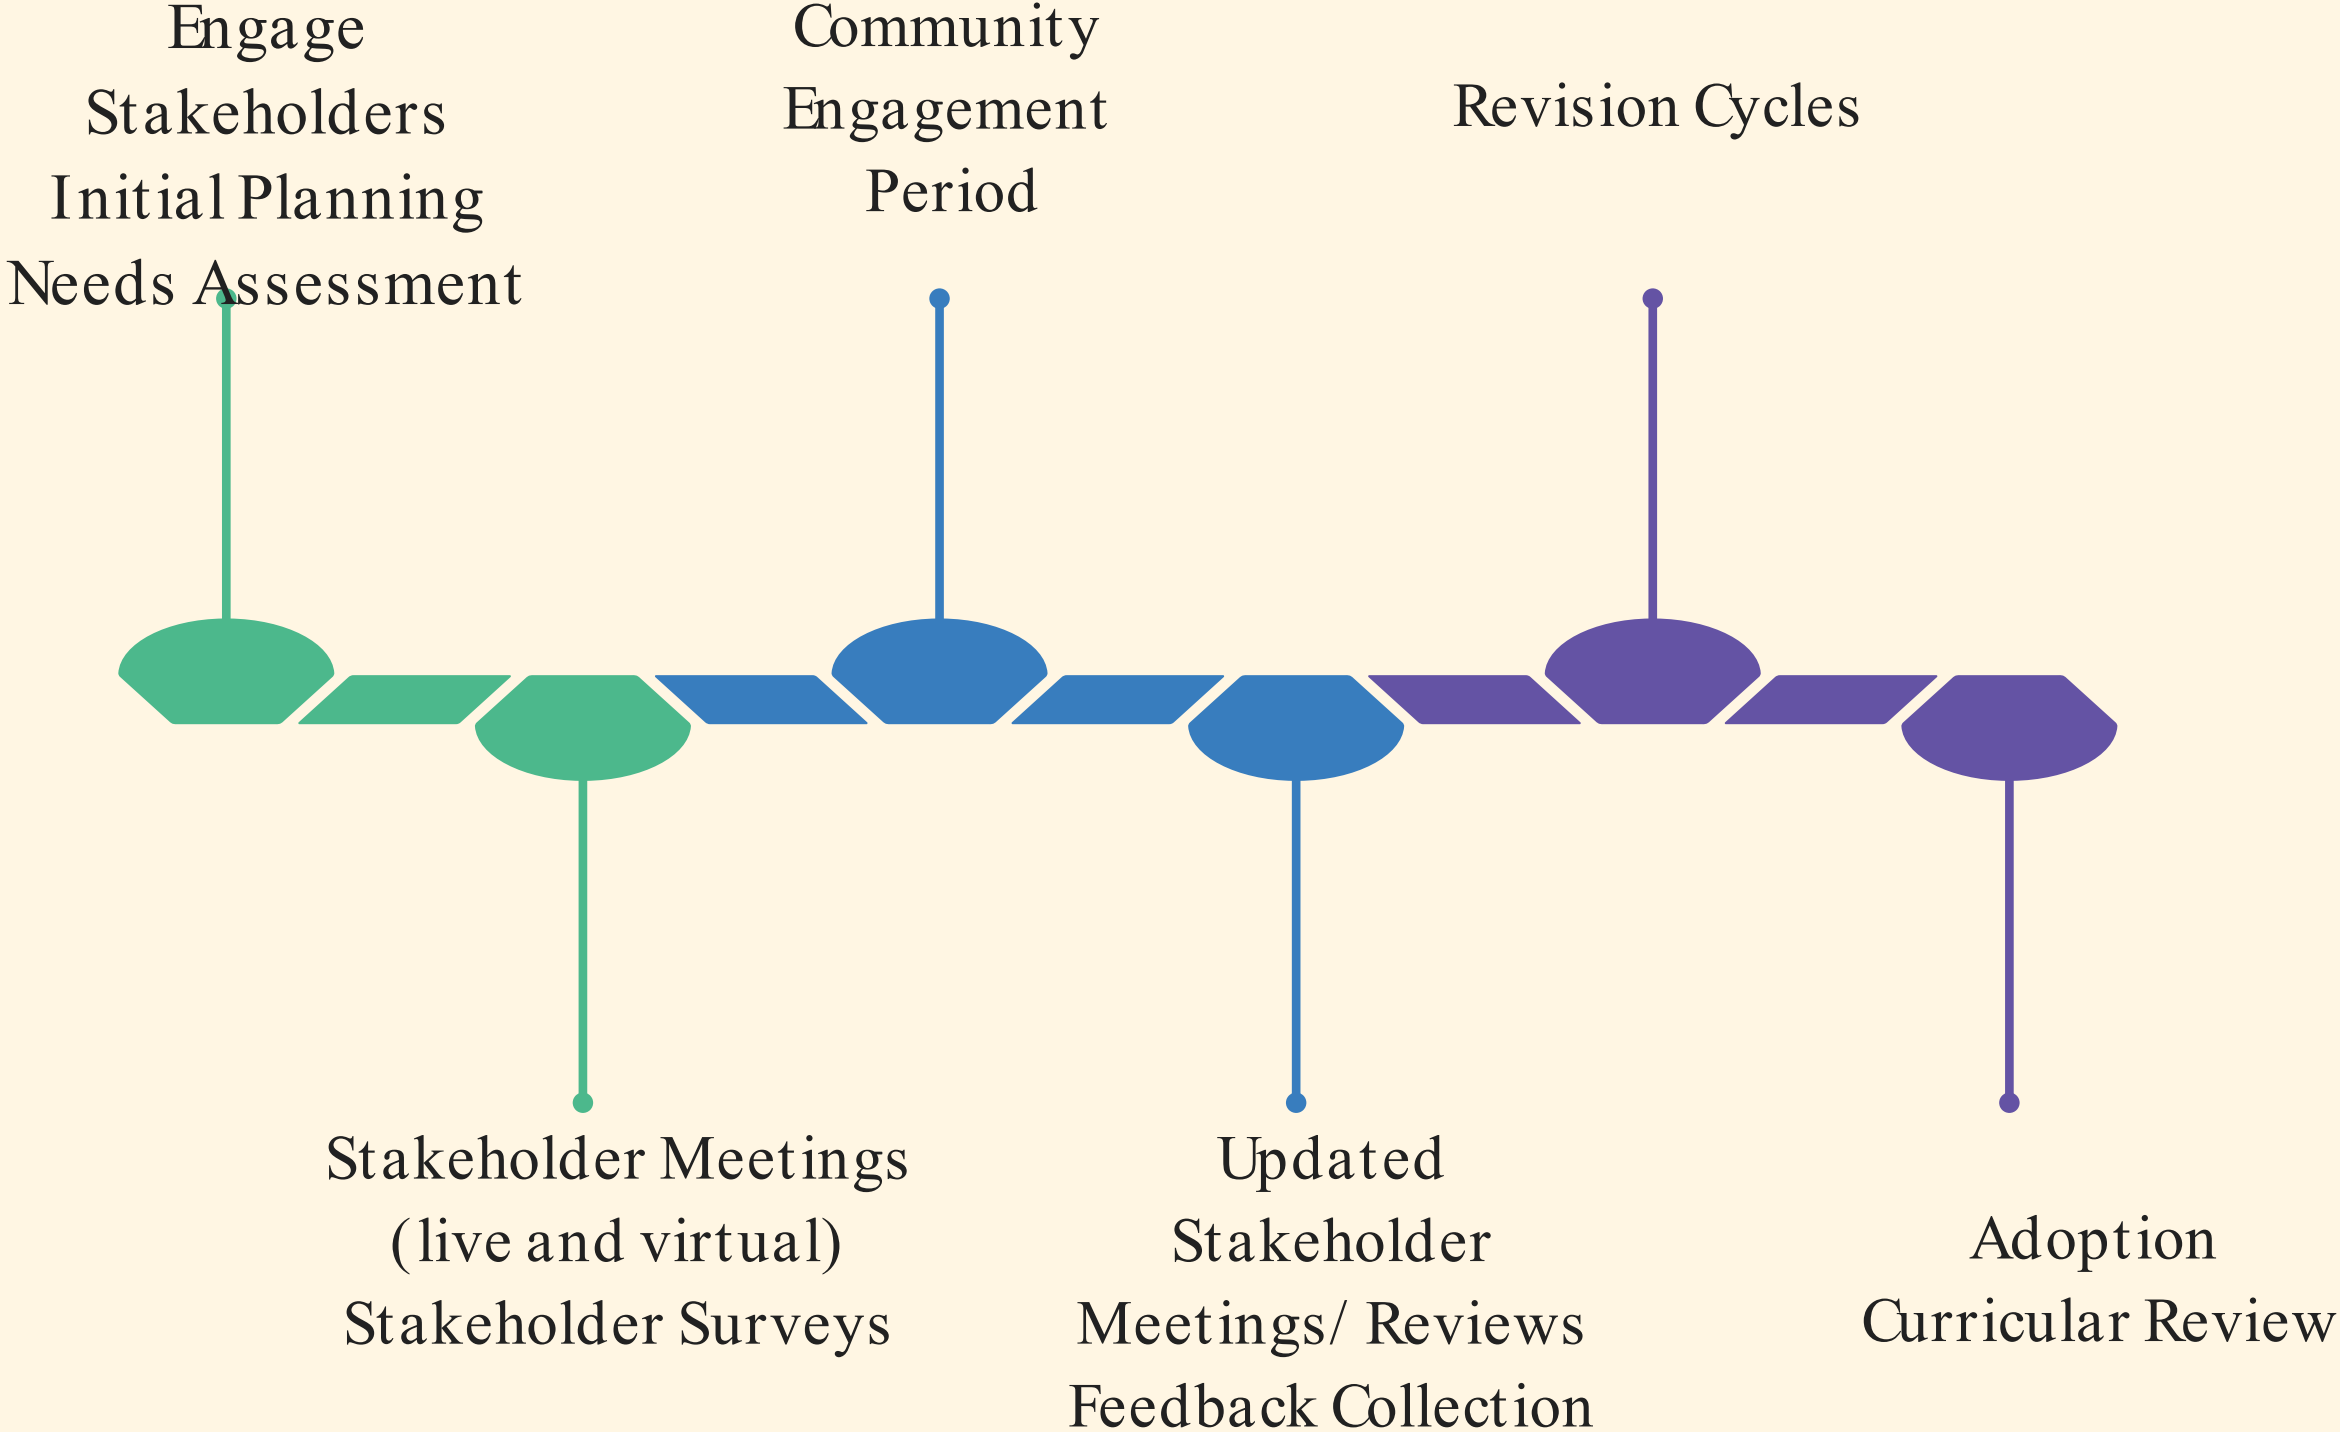 Engage
Stakeholders
Initial Planning
Needs Assessment
Community
Engagement
Period
Revision Cycles
Stakeholder Meetings
(live and virtual)
Stakeholder Surveys
Updated
Stakeholder
Meetings/ Reviews
Feedback Collection
Adoption
Curricular Review